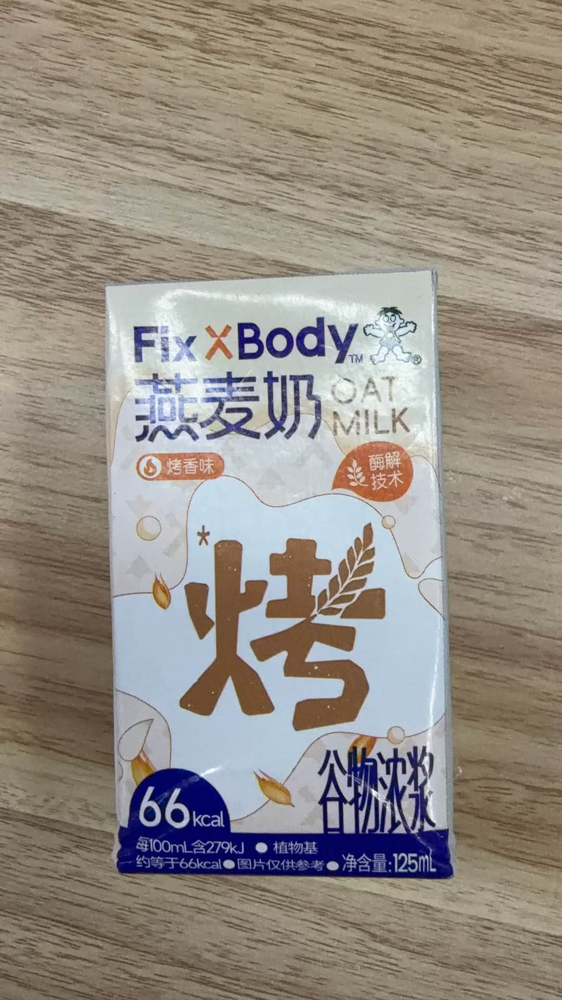 Fix XBody™
燕麦奶 OAT
MILK
烤香味
酶解
技术
*烤
谷物浓浆
66kcal
每100mL含279kJ ● 植物基
约等于66kcal●图片仅供参考● 净含量:125mL
®